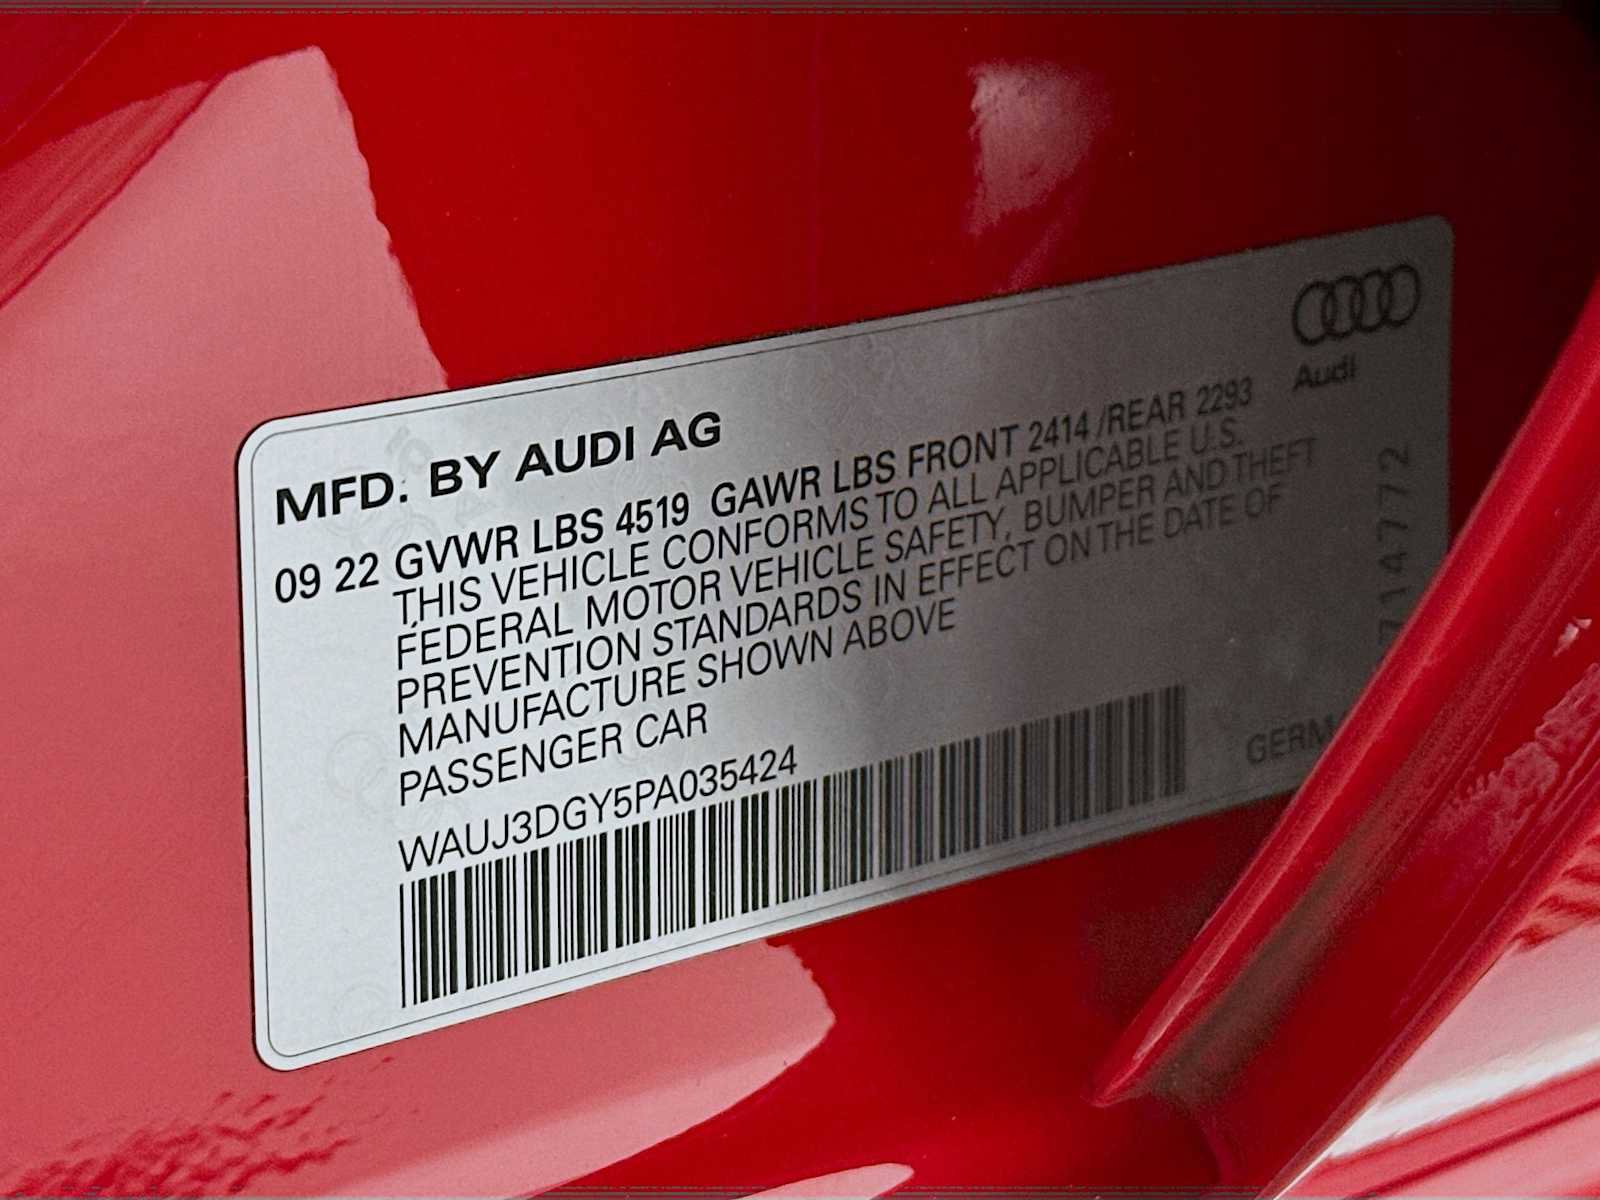 Audi
MFD. BY AUDI AG
09 22 GVWR LBS 4519 GAWR LBS FRONT 2414 /REAR 2293
THIS VEHICLE CONFORMS TO ALL APPLICABLE U.S.
FEDERAL MOTOR VEHICLE SAFETY, BUMPER AND THEFT
PREVENTION STANDARDS IN EFFECT ON THE DATE OF
MANUFACTURE SHOWN ABOVE
PASSENGER CAR
WAUJ3DGY5PA035424
714772
GERMA